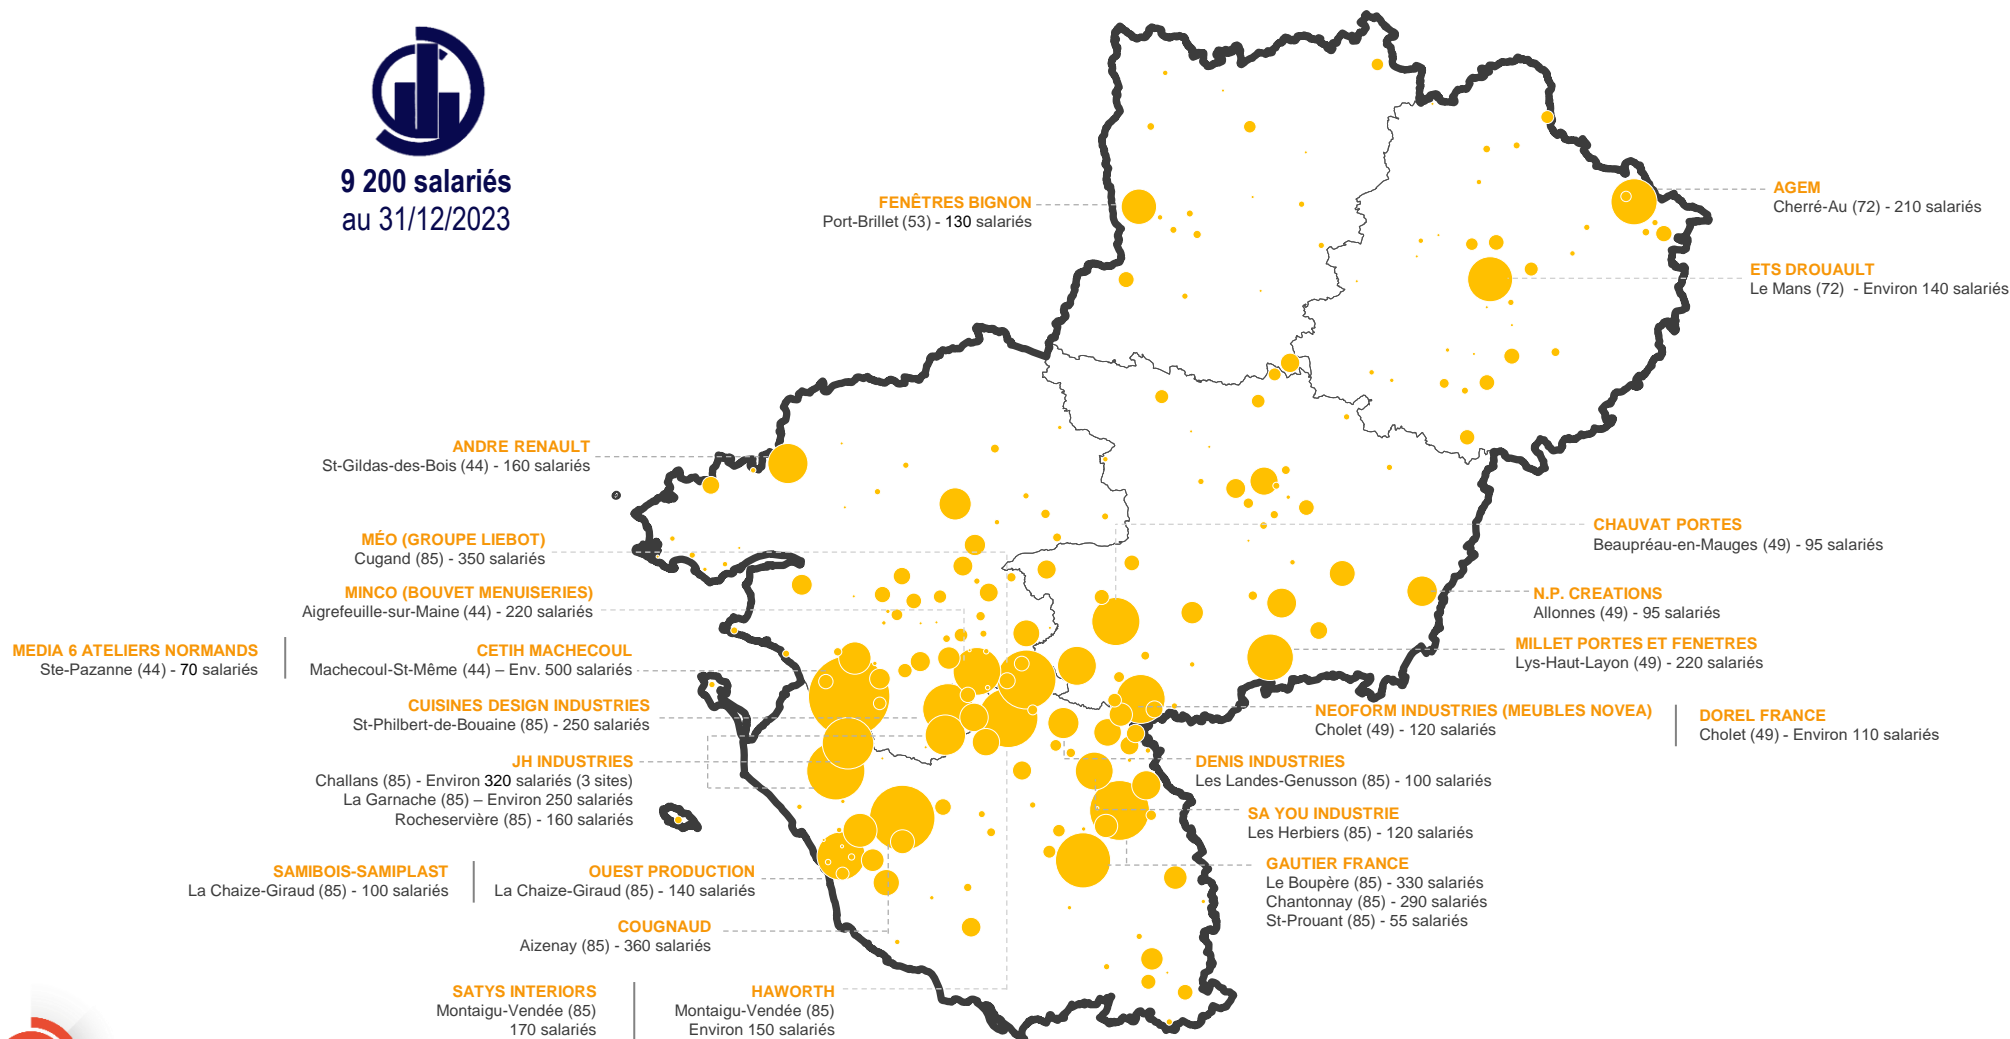 9 200 salariés
au 31/12/2023
FENÊTRES BIGNON
Port-Brillet (53) - 130 salariés
AGEM
Cherré-Au (72) - 210 salariés
ETS DROUAULT
Le Mans (72) - Environ 140 salariés
ANDRE RENAULT
St-Gildas-des-Bois (44) - 160 salariés
MÉO (GROUPE LIEBOT)
Cugand (85) - 350 salariés
MINCO (BOUVET MENUISERIES)
Aigrefeuille-sur-Maine (44) - 220 salariés
MEDIA 6 ATELIERS NORMANDS
Ste-Pazanne (44) - 70 salariés
CETIH MACHECOUL
Machecoul-St-Même (44) – Env. 500 salariés
CUISINES DESIGN INDUSTRIES
St-Philbert-de-Bouaine (85) - 250 salariés
JH INDUSTRIES
Challans (85) - Environ 320 salariés (3 sites)
La Garnache (85) – Environ 250 salariés
Rocheservière (85) - 160 salariés
SAMIBOIS-SAMIPLAST
La Chaize-Giraud (85) - 100 salariés
OUEST PRODUCTION
La Chaize-Giraud (85) - 140 salariés
COUGNAUD
Aizenay (85) - 360 salariés
SATYS INTERIORS
Montaigu-Vendée (85)
170 salariés
HAWORTH
Montaigu-Vendée (85)
Environ 150 salariés
CHAUVAT PORTES
Beaupréau-en-Mauges (49) - 95 salariés
N.P. CREATIONS
Allonnes (49) - 95 salariés
MILLET PORTES ET FENETRES
Lys-Haut-Layon (49) - 220 salariés
NEOFORM INDUSTRIES (MEUBLES NOVEA)
Cholet (49) - 120 salariés
DOREL FRANCE
Cholet (49) - Environ 110 salariés
DENIS INDUSTRIES
Les Landes-Genusson (85) - 100 salariés
SA YOU INDUSTRIE
Les Herbiers (85) - 120 salariés
GAUTIER FRANCE
Le Boupère (85) - 330 salariés
Chantonnay (85) - 290 salariés
St-Prouant (85) - 55 salariés